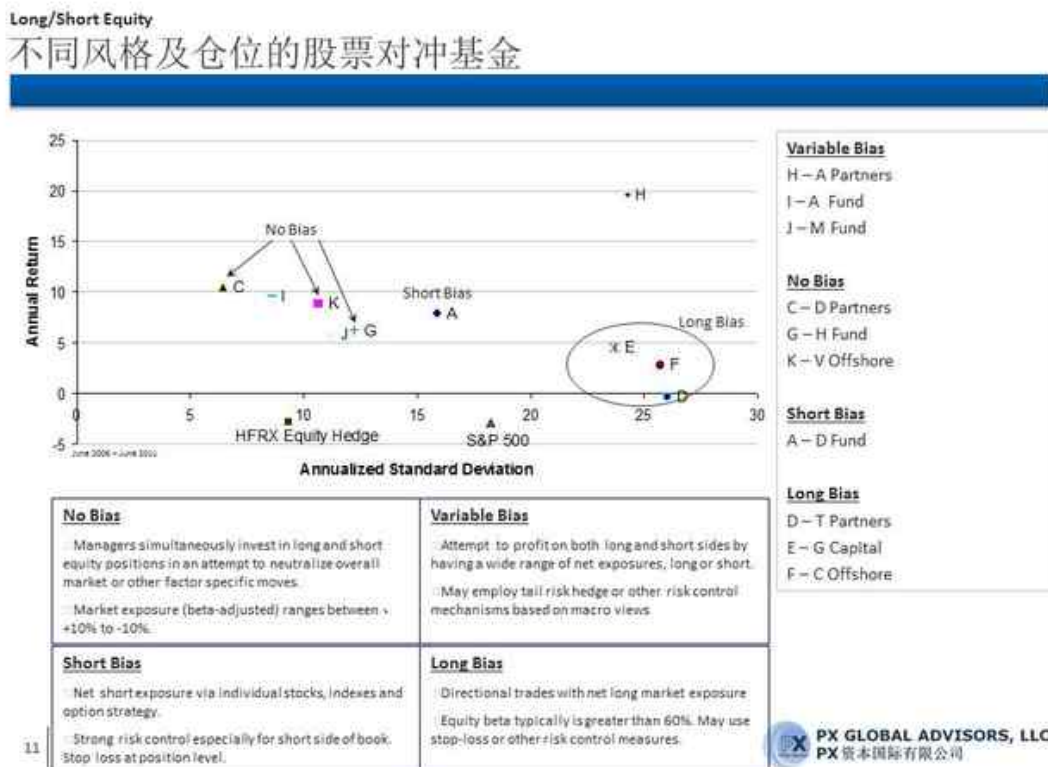 Long/Short Equity
不同风格及仓位的股票对冲基金
25
20
15
10
5
0
-5
Annual Return
No Bias
C
I
K
J
G
Short Bias
A
H
Long Bias
E
F
D
0
5
10
15
20
25
30
HFRX Equity Hedge
S&P 500
Annualized Standard Deviation
Variable Bias
H – A Partners
I – A Fund
J – M Fund
No Bias
C – D Partners
G – H Fund
K – V Offshore
Short Bias
A – D Fund
Long Bias
D – T Partners
E – G Capital
F – C Offshore
No Bias
Managers simultaneously invest in long and short
equity positions in an attempt to neutralize overall
market or other factor specific moves.
Market exposure (beta-adjusted) ranges between
+10% to -10%.
Variable Bias
Attempt to profit on both long and short sides by
having a wide range of net exposures, long or short.
May employ tail risk hedge or other risk control
mechanisms based on macro views
Short Bias
Net short exposure via individual stocks, indexes and
option strategy.
Strong risk control especially for short side of book.
Stop loss at position level.
Long Bias
Directional trades with net long market exposure
Equity beta typically is greater than 60%. May use
stop-loss or other risk control measures.
11
PX
PX GLOBAL ADVISORS, LLC
PX资本国际有限公司